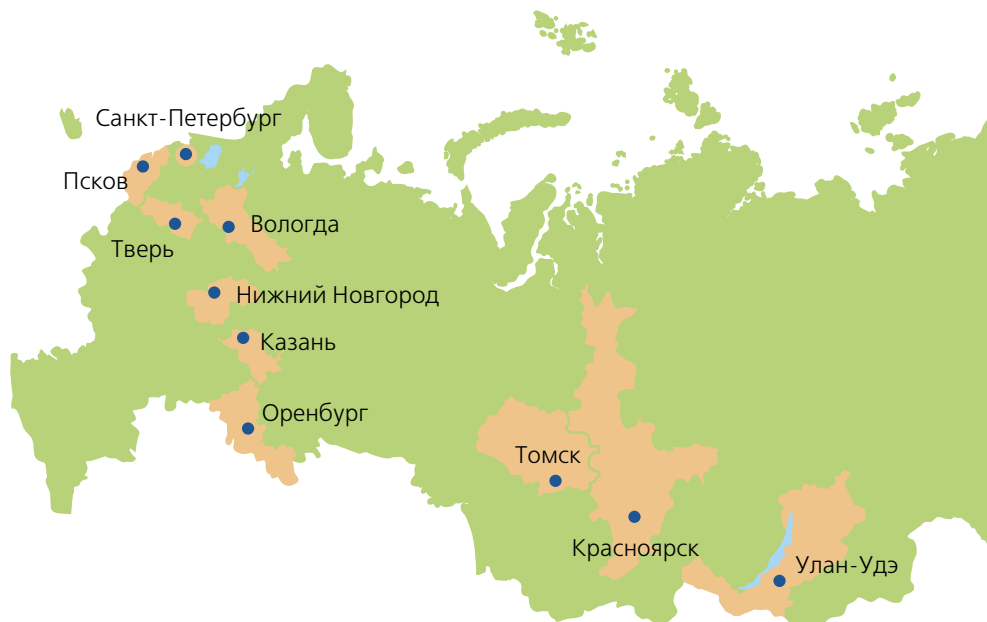 Санкт-Петербург
Псков
Вологда
Тверь
Нижний Новгород
Казань
Оренбург
Томск
Красноярск
Улан-Удэ